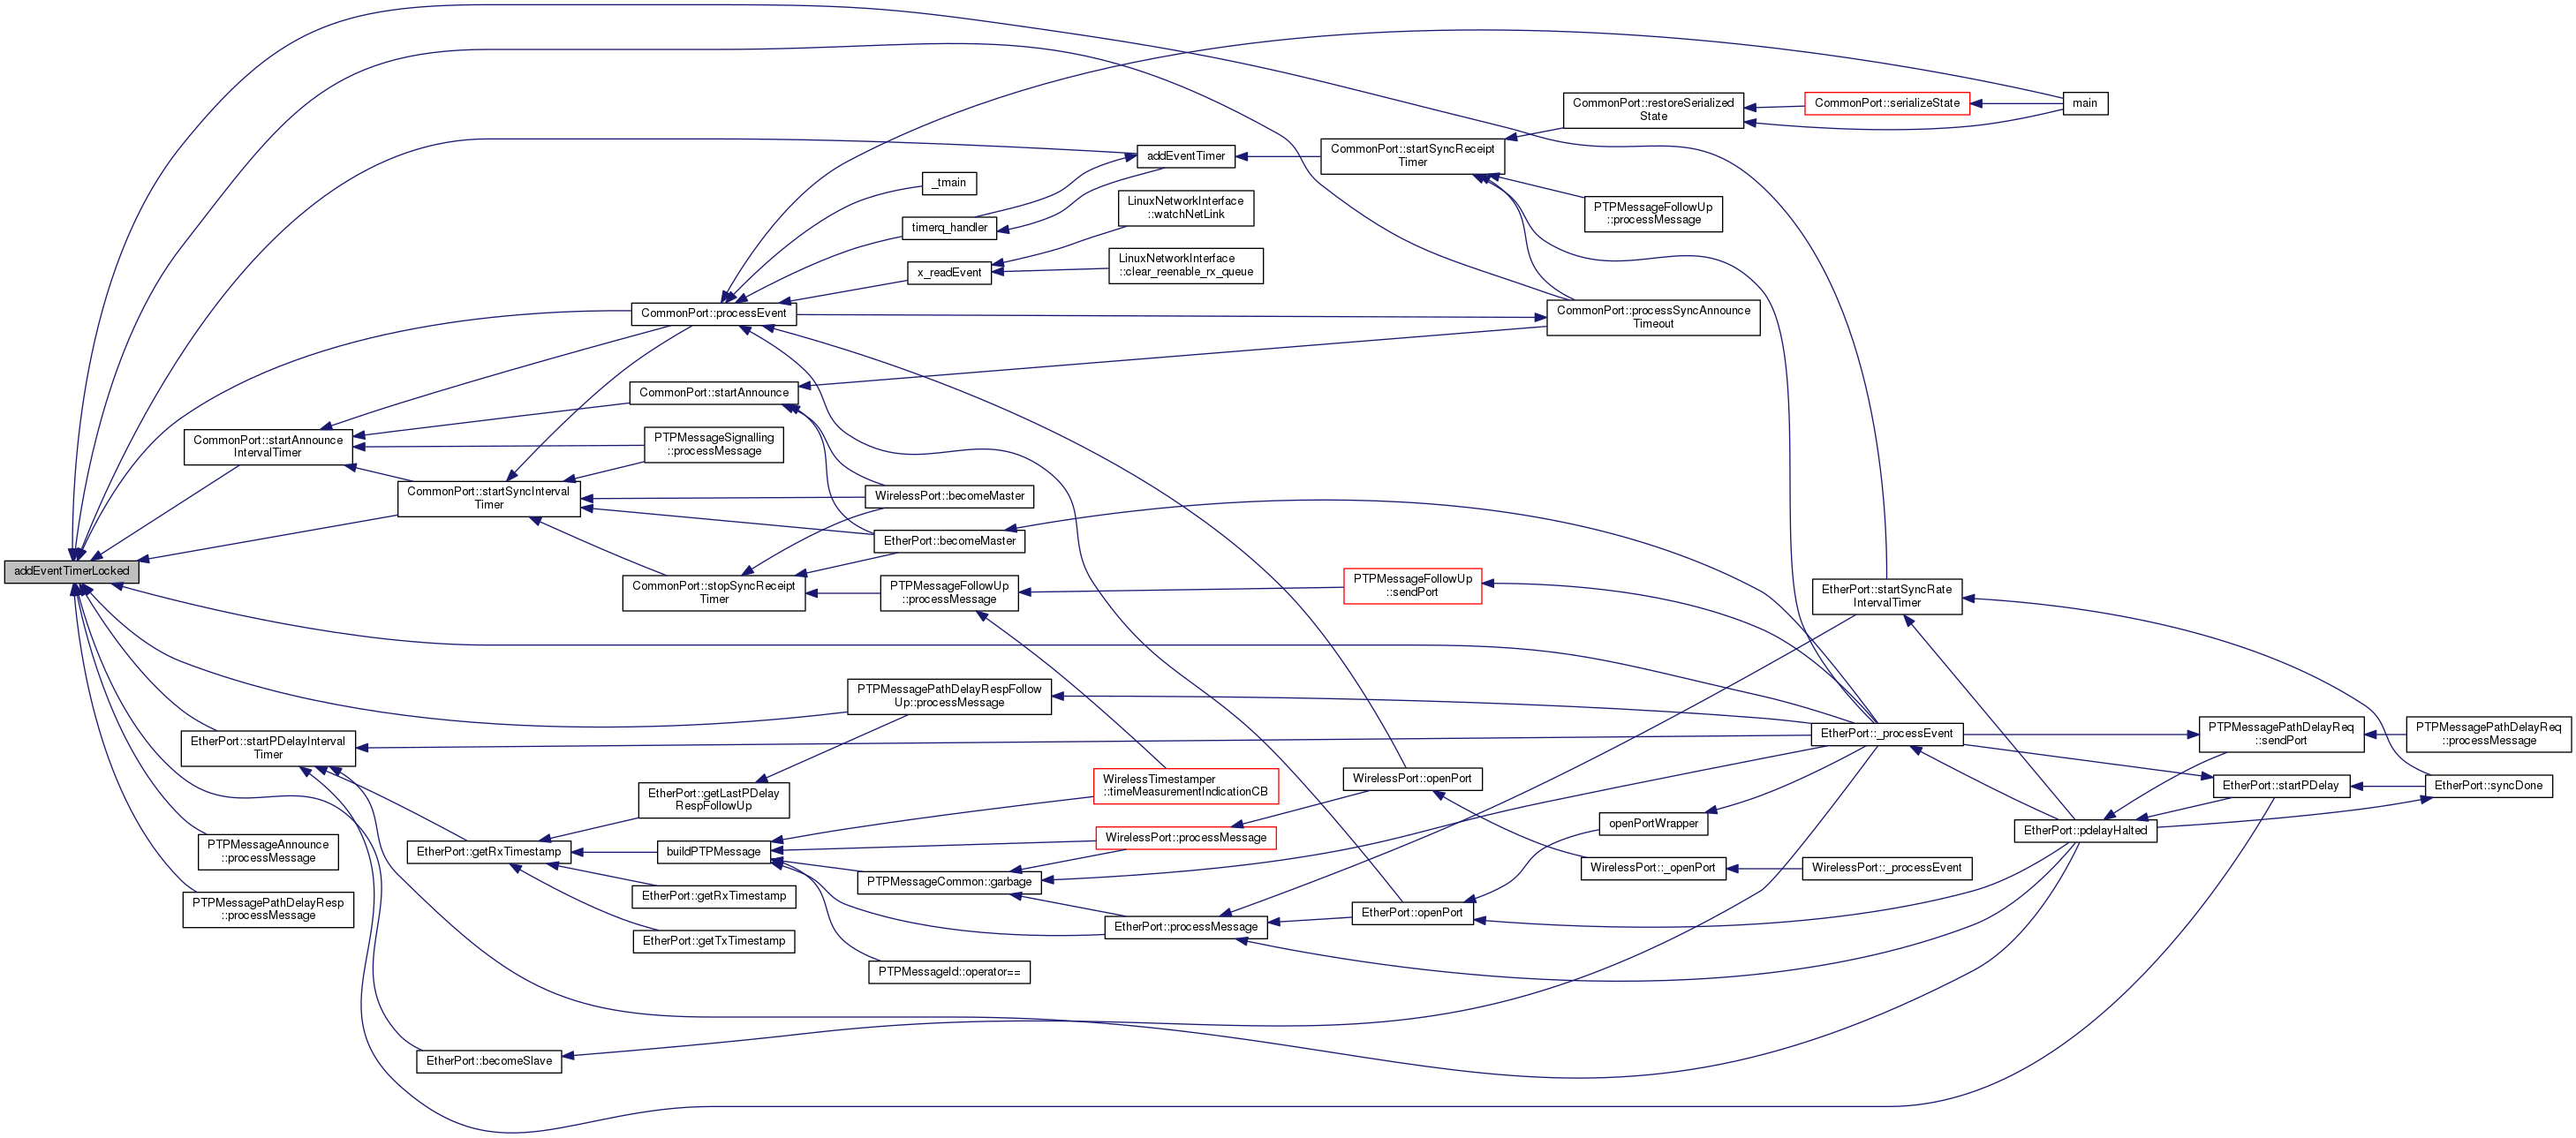 addEventTimerLocked
CommonPort::startAnnounce
IntervalTimer
EtherPort::startPDelayInterval
Timer
PTPMessageAnnounce
::processMessage
PTPMessagePathDelayResp
::processMessage
CommonPort::startSyncInterval
Timer
EtherPort::getRxTimestamp
EtherPort::becomeSlave
CommonPort::processEvent
CommonPort::startAnnounce
PTPMessageSignalling
::processMessage
CommonPort::stopSyncReceipt
Timer
EtherPort::getLastPDelay
RespFollowUp
buildPTPMessage
EtherPort::getRxTimestamp
EtherPort::getTxTimestamp
_tmain
timerq_handler
x_readEvent
WirelessPort::becomeMaster
EtherPort::becomeMaster
PTPMessageFollowUp
::processMessage
PTPMessagePathDelayRespFollow
Up::processMessage
PTPMessageCommon::garbage
PTPMessageId::operator==
addEventTimer
LinuxNetworkInterface
::watchNetLink
LinuxNetworkInterface
::clear_reenable_rx_queue
WirelessTimestamper
::timeMeasurementIndicationCB
WirelessPort::processMessage
EtherPort::processMessage
CommonPort::startSyncReceipt
Timer
PTPMessageFollowUp
::sendPort
WirelessPort::openPort
EtherPort::openPort
CommonPort::restoreSerialized
State
PTPMessageFollowUp
::processMessage
CommonPort::processSyncAnnounce
Timeout
openPortWrapper
WirelessPort::_openPort
CommonPort::serializeState
EtherPort::startSyncRate
IntervalTimer
EtherPort::_processEvent
WirelessPort::_processEvent
main
EtherPort::pdelayHalted
PTPMessagePathDelayReq
::sendPort
EtherPort::startPDelay
PTPMessagePathDelayReq
::processMessage
EtherPort::syncDone